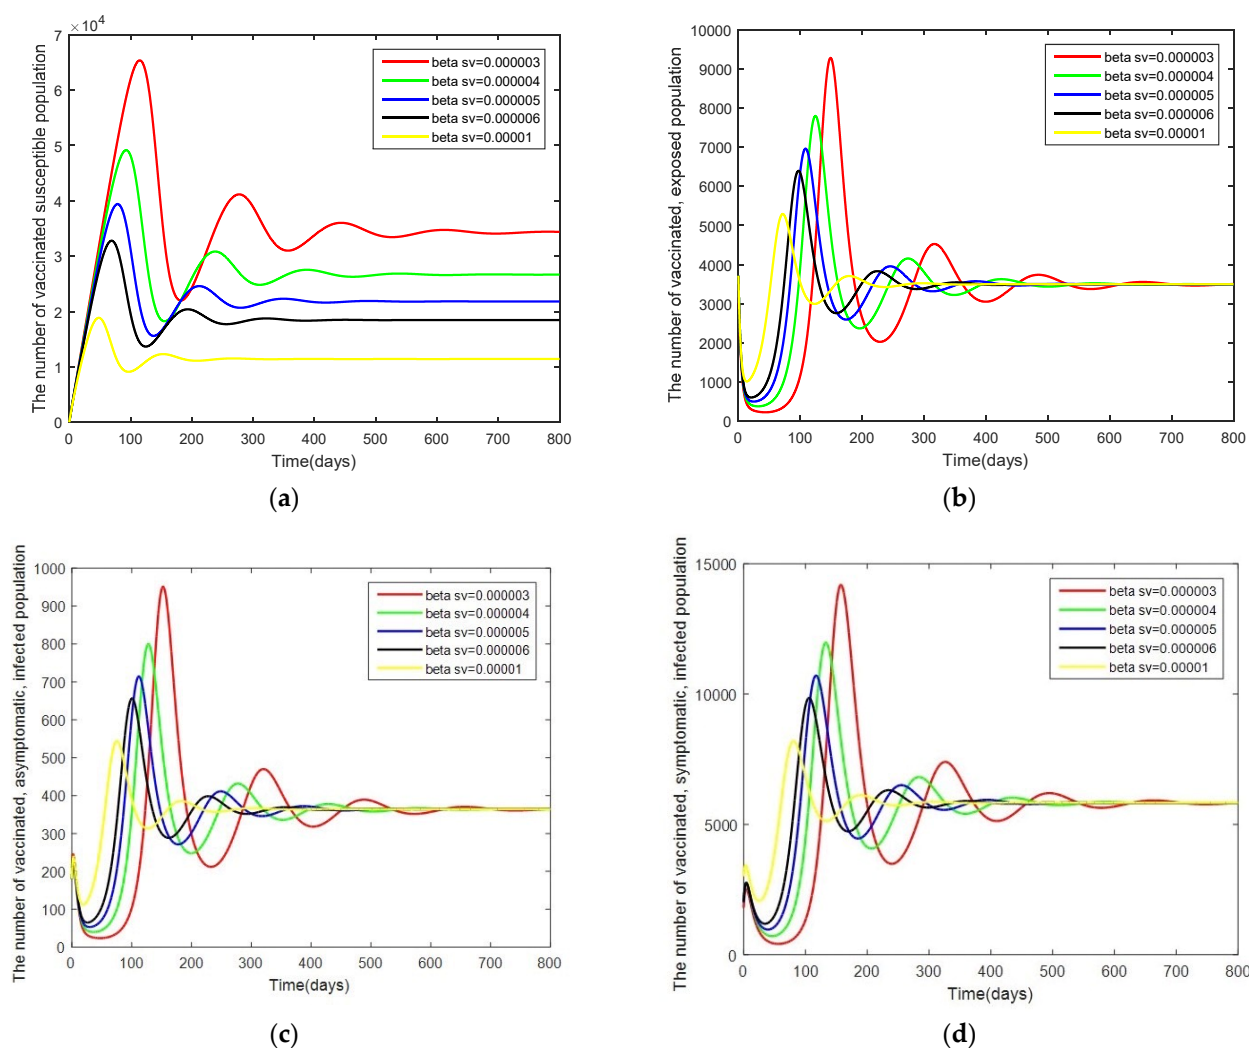 ×10⁴
The number of vaccinated susceptible population
7
6
5
4
3
2
1
0
beta sv=0.000003
beta sv=0.000004
beta sv=0.000005
beta sv=0.000006
beta sv=0.00001
0 100 200 300 400 500 600 700 800
Time(days)
(a)
The number of vaccinated, exposed population
10000
9000
8000
7000
6000
5000
4000
3000
2000
1000
0
beta sv=0.000003
beta sv=0.000004
beta sv=0.000005
beta sv=0.000006
beta sv=0.00001
0 100 200 300 400 500 600 700 800
Time(days)
(b)
The number of vaccinated, asymptomatic, infected population
1000
900
800
700
600
500
400
300
200
100
0
beta sv=0.000003
beta sv=0.000004
beta sv=0.000005
beta sv=0.000006
beta sv=0.00001
0 100 200 300 400 500 600 700 800
Time(days)
(c)
The number of vaccinated, symptomatic, infected population
15000
10000
5000
0
beta sv=0.000003
beta sv=0.000004
beta sv=0.000005
beta sv=0.000006
beta sv=0.00001
0 100 200 300 400 500 600 700 800
Time(days)
(d)